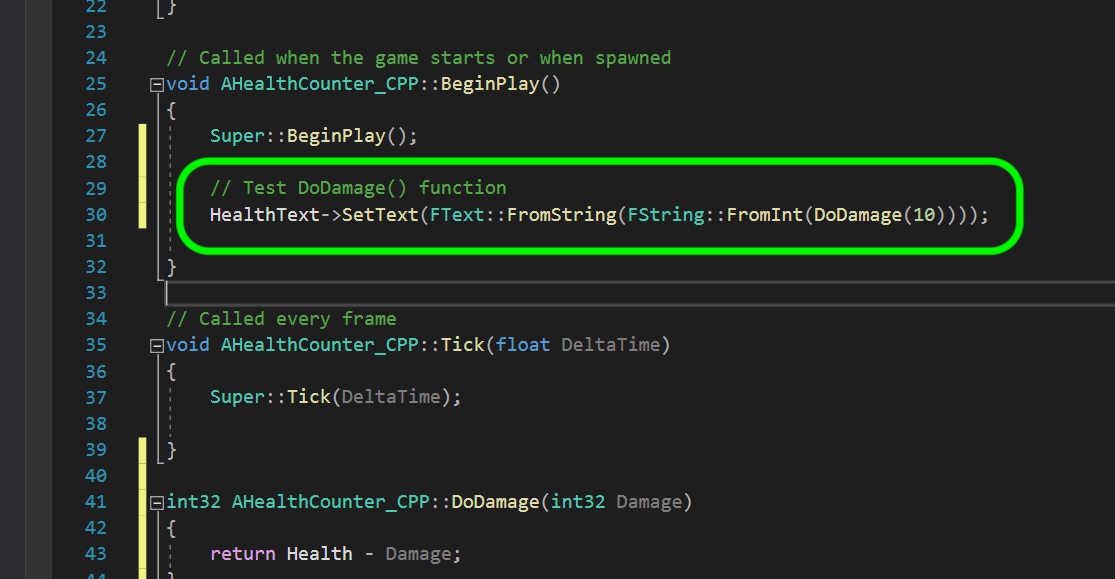 22 }
23
24 // Called when the game starts or when spawned
25 void AHealthCounter_CPP::BeginPlay()
26 {
27 Super::BeginPlay();
28
29 // Test DoDamage() function
30 HealthText->SetText(FText::FromString(FString::FromInt(DoDamage(10))));
31
32 }
33
34 // Called every frame
35 void AHealthCounter_CPP::Tick(float DeltaTime)
36 {
37 Super::Tick(DeltaTime);
38
39 }
40
41 int32 AHealthCounter_CPP::DoDamage(int32 Damage)
42 {
43 return Health - Damage;
44 }